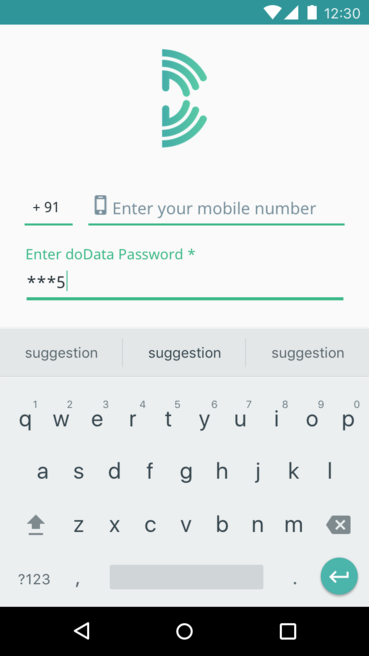 12:30
+ 91 Enter your mobile number
Enter doData Password *
***5
suggestion suggestion suggestion
1 2 3 4 5 6 7 8 9 0
q w e r t y u i o p
a s d f g h j k l
z x c v b n m
?123 , .